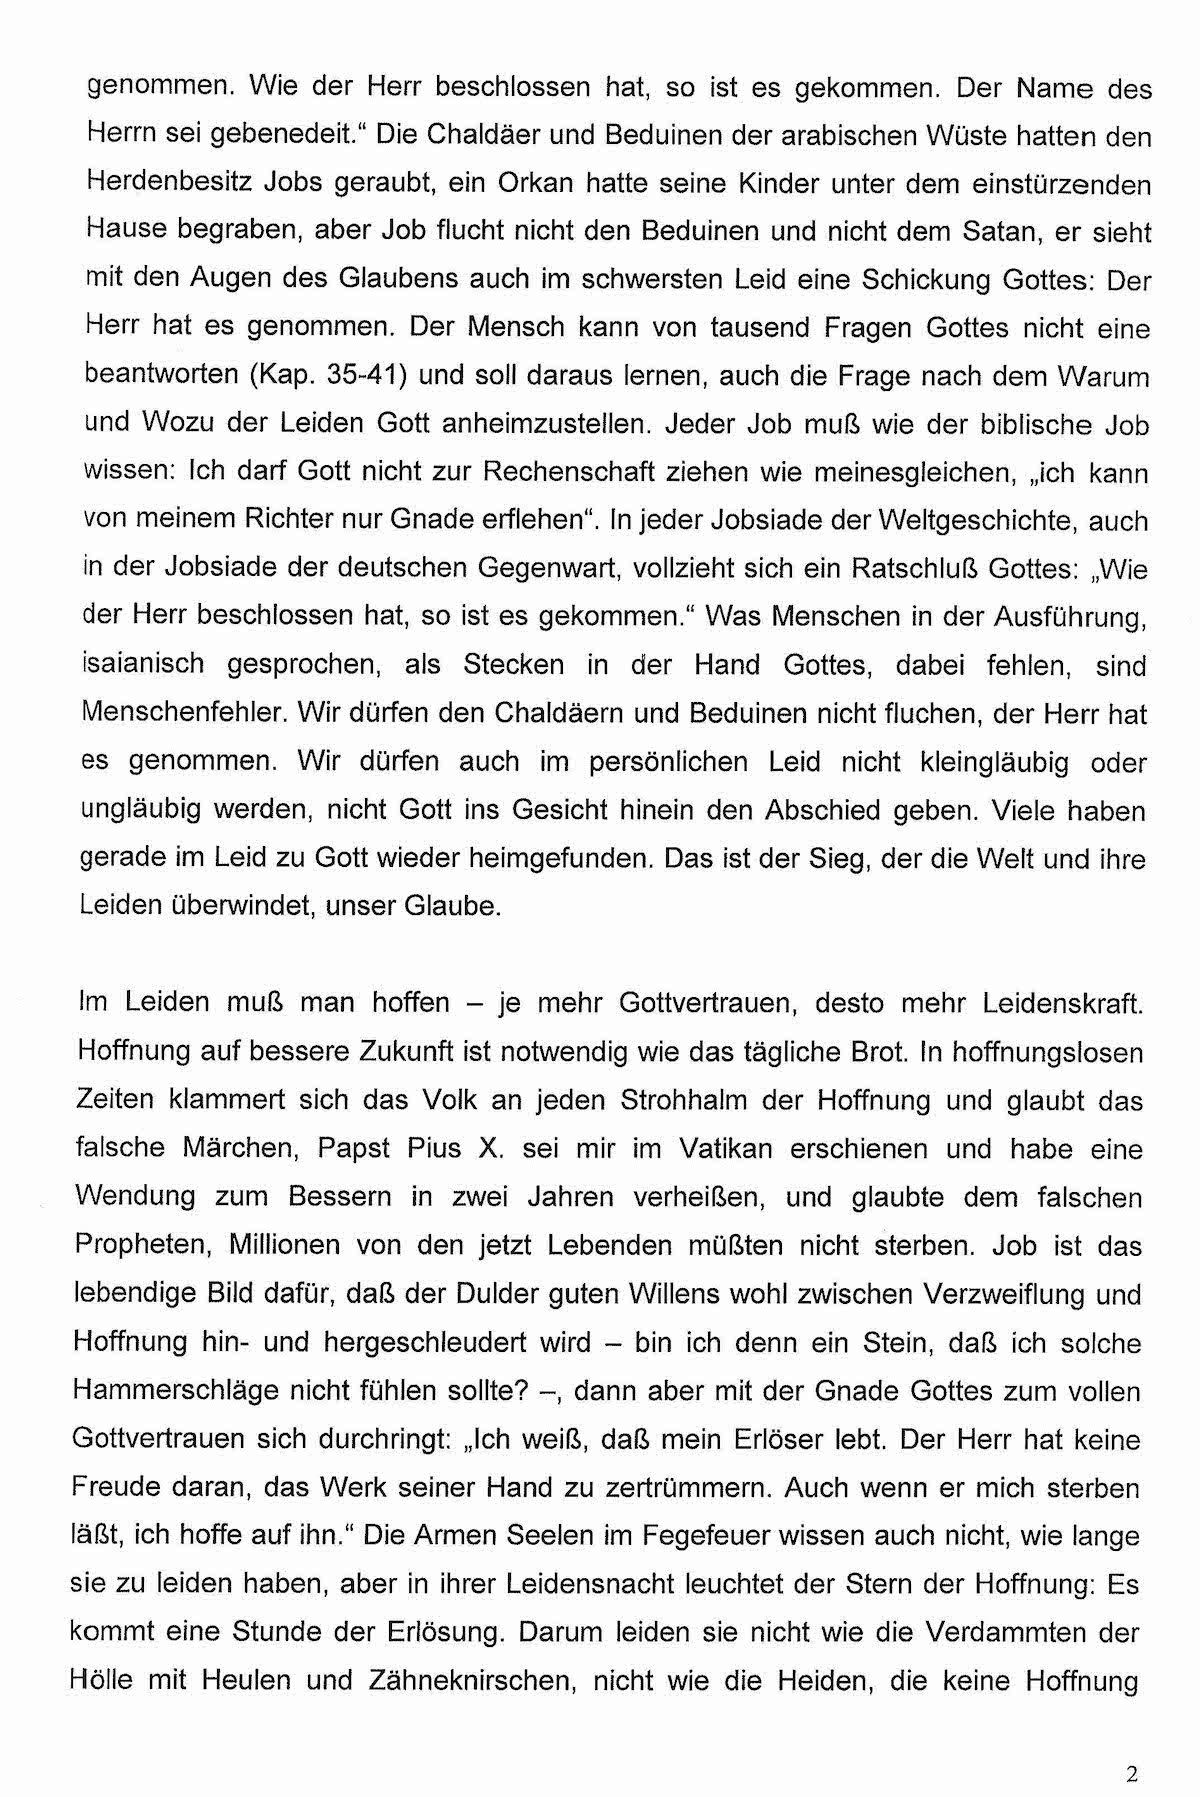 genommen. Wie der Herr beschlossen hat, so ist es gekommen. Der Name des
Herrn sei gebenedeit.“ Die Chaldäer und Beduinen der arabischen Wüste hatten den
Herdenbesitz Jobs geraubt, ein Orkan hatte seine Kinder unter dem einstürzenden
Hause begraben, aber Job flucht nicht den Beduinen und nicht dem Satan, er sieht
mit den Augen des Glaubens auch im schwersten Leid eine Schickung Gottes: Der
Herr hat es genommen. Der Mensch kann von tausend Fragen Gottes nicht eine
beantworten (Kap. 35-41) und soll daraus lernen, auch die Frage nach dem Warum
und Wozu der Leiden Gott anheimzustellen. Jeder Job muß wie der biblische Job
wissen: Ich darf Gott nicht zur Rechenschaft ziehen wie meinesgleichen, „ich kann
von meinem Richter nur Gnade erflehen“. In jeder Jobsiade der Weltgeschichte, auch
in der Jobsiade der deutschen Gegenwart, vollzieht sich ein Ratschluß Gottes: „Wie
der Herr beschlossen hat, so ist es gekommen.“ Was Menschen in der Ausführung,
isaianisch gesprochen, als Stecken in der Hand Gottes, dabei fehlen, sind
Menschenfehler. Wir dürfen den Chaldäern und Beduinen nicht fluchen, der Herr hat
es genommen. Wir dürfen auch im persönlichen Leid nicht kleingläubig oder
ungläubig werden, nicht Gott ins Gesicht hinein den Abschied geben. Viele haben
gerade im Leid zu Gott wieder heimgefunden. Das ist der Sieg, der die Welt und ihre
Leiden überwindet, unser Glaube.
Im Leiden muß man hoffen – je mehr Gottvertrauen, desto mehr Leidenskraft.
Hoffnung auf bessere Zukunft ist notwendig wie das tägliche Brot. In hoffnungslosen
Zeiten klammert sich das Volk an jeden Strohhalm der Hoffnung und glaubt das
falsche Märchen, Papst Pius X. sei mir im Vatikan erschienen und habe eine
Wendung zum Bessern in zwei Jahren verheißen, und glaubte dem falschen
Propheten, Millionen von den jetzt Lebenden müßten nicht sterben. Job ist das
lebendige Bild dafür, daß der Dulder guten Willens wohl zwischen Verzweiflung und
Hoffnung hin- und hergeschleudert wird – bin ich denn ein Stein, daß ich solche
Hammerschläge nicht fühlen sollte? –, dann aber mit der Gnade Gottes zum vollen
Gottvertrauen sich durchringt: „Ich weiß, daß mein Erlöser lebt. Der Herr hat keine
Freude daran, das Werk seiner Hand zu zertrümmern. Auch wenn er mich sterben
läßt, ich hoffe auf ihn.“ Die Armen Seelen im Fegefeuer wissen auch nicht, wie lange
sie zu leiden haben, aber in ihrer Leidensnacht leuchtet der Stern der Hoffnung: Es
kommt eine Stunde der Erlösung. Darum leiden sie nicht wie die Verdammten der
Hölle mit Heulen und Zähneknirschen, nicht wie die Heiden, die keine Hoffnung
2